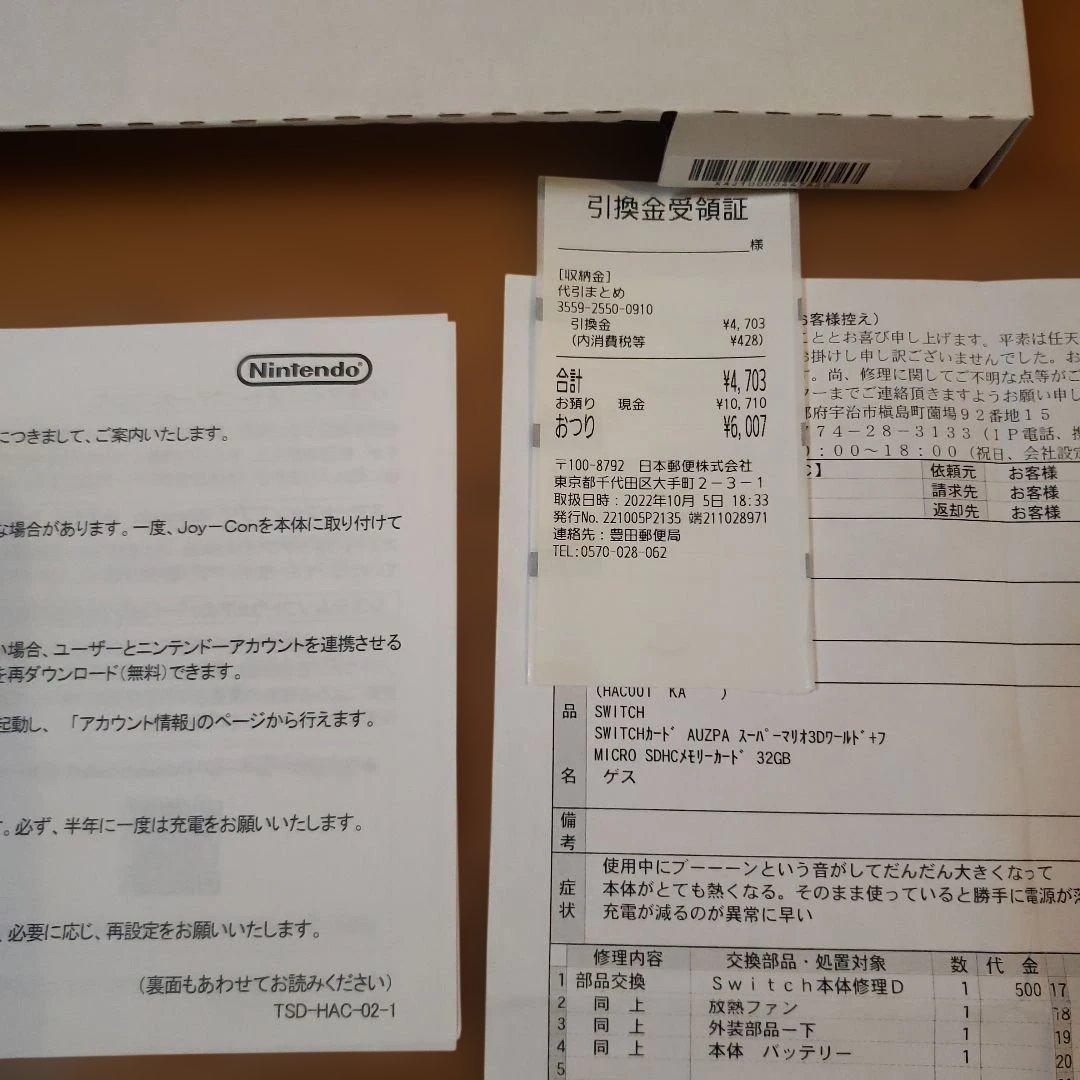 引換金受領証
様
[収納金]
代引まとめ
3559-2550-0910
引換金 ¥4,703
(内消費税等 ¥428)
合計 ¥4,703
お預り 現金 ¥10,710
おつり ¥6,007
〒100-8792 日本郵便株式会社
東京都千代田区大手町2-3-1
取扱日時:2022年10月 5日 18:33
発行No.221005P2135 端211028971
連絡先:豊田郵便局
TEL:0570-028-062
Nintendo
につきまして、ご案内いたします。
な場合があります。一度、Joy-Conを本体に取り付けて
い場合、ユーザーとニンテンドーアカウントを連携させる
を再ダウンロード(無料)できます。
起動し、「アカウント情報」のページから行えます。
す。必ず、半年に一度は充電をお願いいたします。
、必要に応じ、再設定をお願いいたします。
(裏面もあわせてお読みください)
TSD-HAC-02-1
お客様控え)
こととお喜び申し上げます。平素は任天
お掛けし申し訳ございませんでした。お
す。尚、修理に関してご不明な点等がご
ターまでご連絡頂きますようお願い申し
都府宇治市槇島町薗場92番地15
774-28-3133(IP電話、携
0:00~18:00(祝日、会社設定
C】 依頼元 お客様
請求先 お客様
返却先 お客様
(HAC001 KA )
品 SWITCH
SWITCHカード AUZPA スーパーマリオ3Dワールド+フ
MICRO SDHCメモリーカード 32GB
名 ゲス
備考
症状 使用中にブーーーンという音がしてだんだん大きくなって
本体がとても熱くなる。そのまま使っていると勝手に電源が落
充電が減るのが異常に早い
修理内容 交換部品・処置対象 数 代 金
1 部品交換 Switch本体修理D 1 500 17
2 同 上 放熱ファン 1 18
3 同 上 外装部品一下 1 19
4 同 上 本体 バッテリー 1 20
5